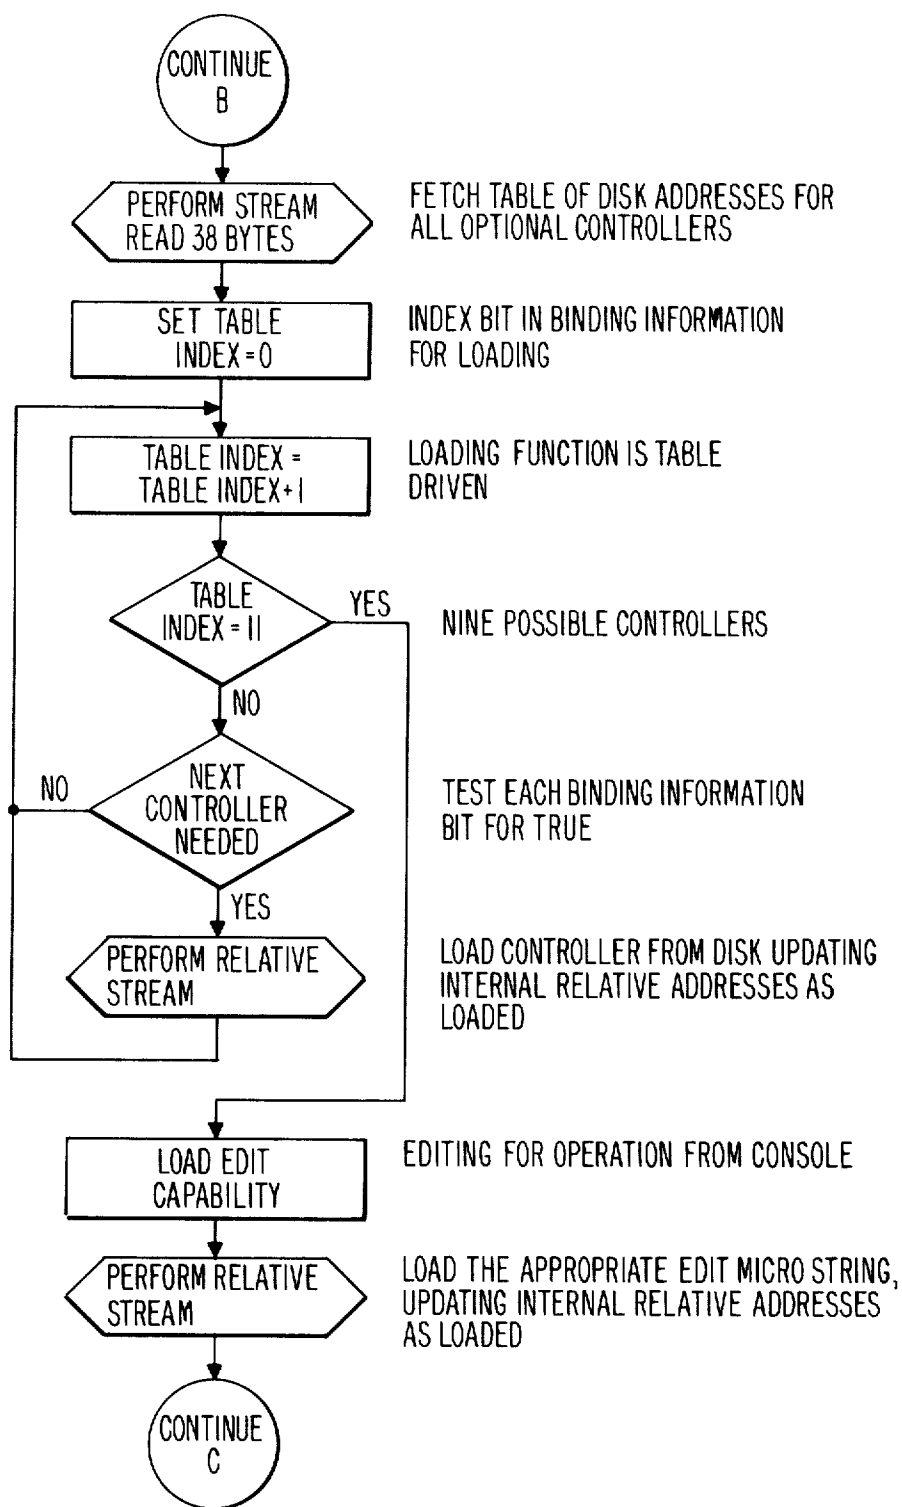 CONTINUE
B
PERFORM STREAM
READ 38 BYTES
FETCH TABLE OF DISK ADDRESSES FOR
ALL OPTIONAL CONTROLLERS
SET TABLE
INDEX=0
INDEX BIT IN BINDING INFORMATION
FOR LOADING
TABLE INDEX =
TABLE INDEX+1
LOADING FUNCTION IS TABLE
DRIVEN
TABLE
INDEX = 11
YES
NINE POSSIBLE CONTROLLERS
NO
NEXT
CONTROLLER
NEEDED
NO
TEST EACH BINDING INFORMATION
BIT FOR TRUE
YES
PERFORM RELATIVE
STREAM
LOAD CONTROLLER FROM DISK UPDATING
INTERNAL RELATIVE ADDRESSES AS
LOADED
LOAD EDIT
CAPABILITY
EDITING FOR OPERATION FROM CONSOLE
PERFORM RELATIVE
STREAM
LOAD THE APPROPRIATE EDIT MICRO STRING,
UPDATING INTERNAL RELATIVE ADDRESSES
AS LOADED
CONTINUE
C